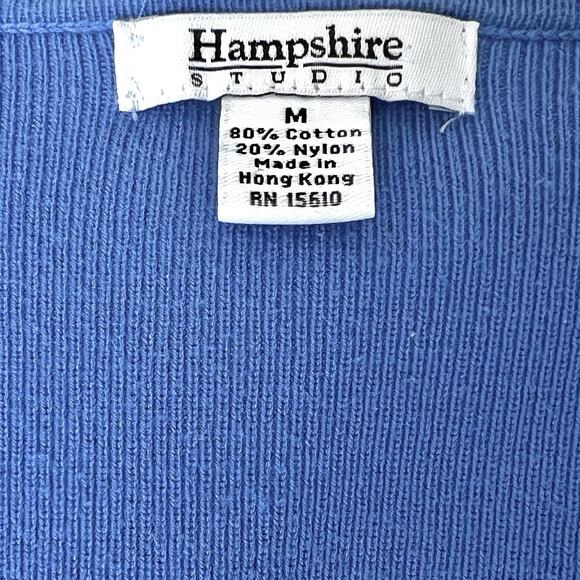 Hampshire
STUDIO
M
80% Cotton
20% Nylon
Made in
Hong Kong
RN 15610